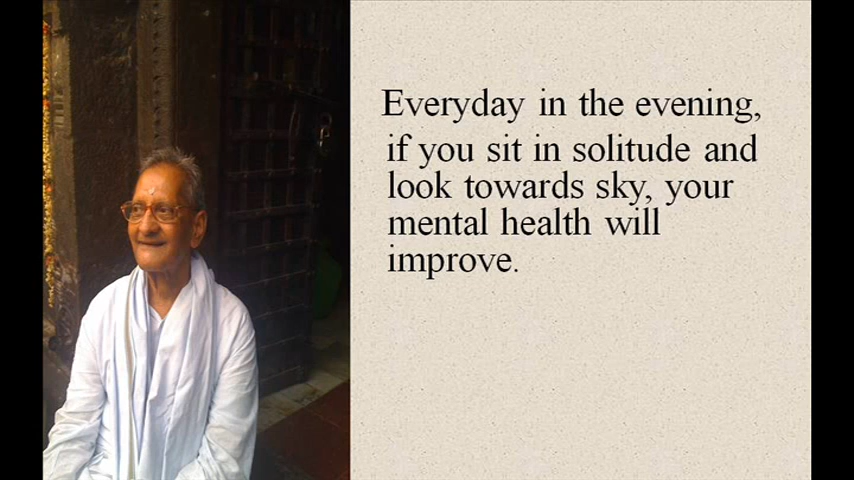 Everyday in the evening,
if you sit in solitude and
look towards sky, your
mental health will
improve.